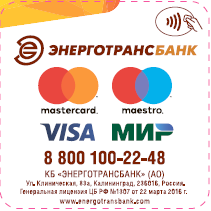 ЭНЕРГОТРАНСБАНК
mastercard. maestro.
VISA МИР
8 800 100-22-48
КБ «ЭНЕРГОТРАНСБАНК» (АО)
Ул. Клиническая, 83а, Калининград, 236016, Россия.
Генеральная лицензия ЦБ РФ №1307 от 22 марта 2016 г.
www.energotransbank.com